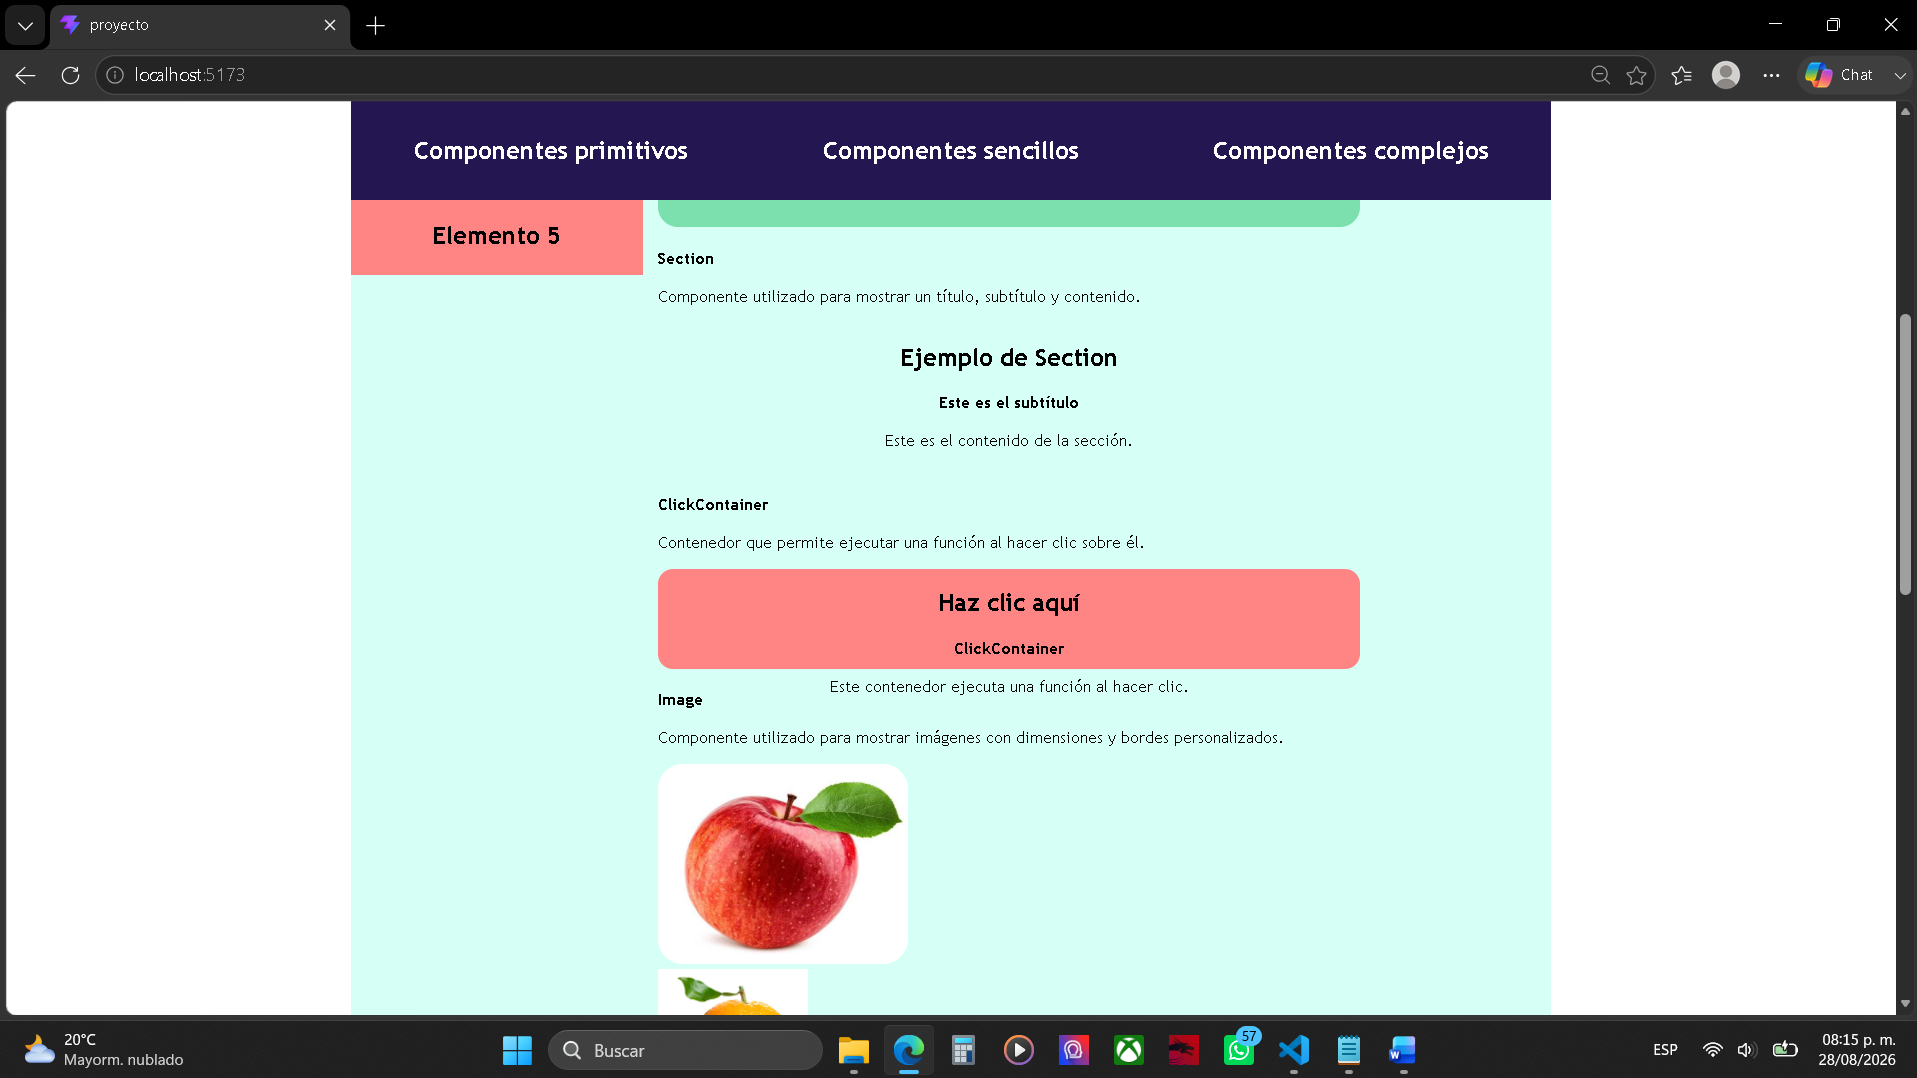 proyecto
localhost:5173
Chat
Componentes primitivos
Componentes sencillos
Componentes complejos
Elemento 5
Section
Componente utilizado para mostrar un título, subtítulo y contenido.
Ejemplo de Section
Este es el subtítulo
Este es el contenido de la sección.
ClickContainer
Contenedor que permite ejecutar una función al hacer clic sobre él.
Haz clic aquí
ClickContainer
Este contenedor ejecuta una función al hacer clic.
Image
Componente utilizado para mostrar imágenes con dimensiones y bordes personalizados.
20°C
Mayorm. nublado
Buscar
57
W
ESP
08:15 p. m.
28/08/2026